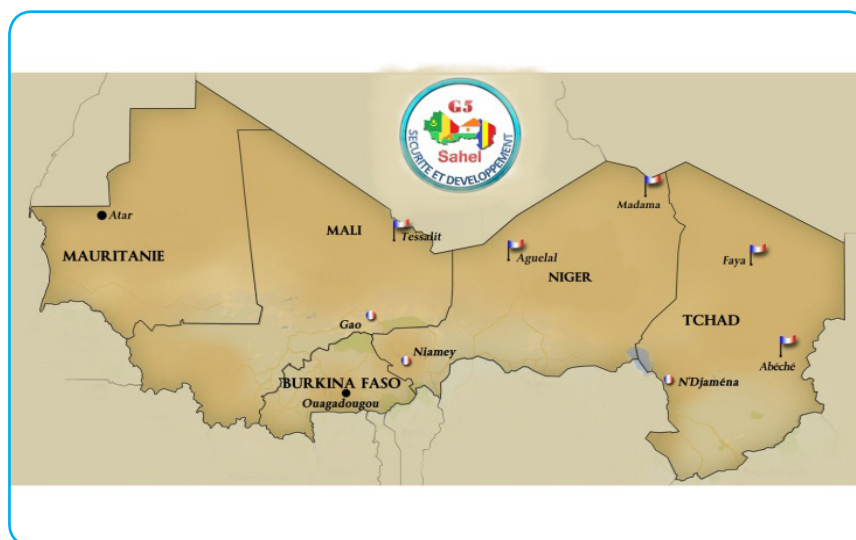 G5
Sahel
SECURITE ET DEVELOPPEMENT
Madama
Atar
MALI
Tessalit
Aguelal
Faya
MAURITANIE
NIGER
Gao
TCHAD
Niamey
Abéché
BURKINA FASO
N'Djaména
Ouagadougou